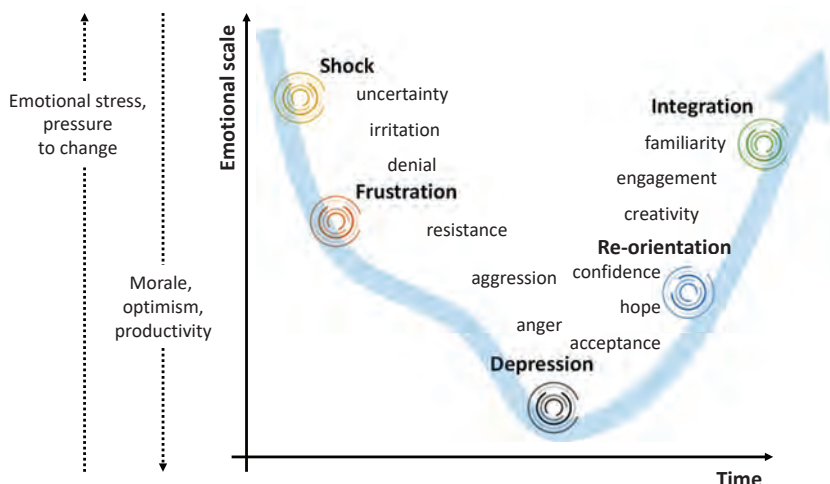 Emotional stress,
pressure
to change
Morale,
optimism,
productivity
Emotional scale
Shock
uncertainty
irritation
denial
Frustration
resistance
aggression
anger
Depression
Integration
familiarity
engagement
creativity
Re-orientation
confidence
hope
acceptance
Time